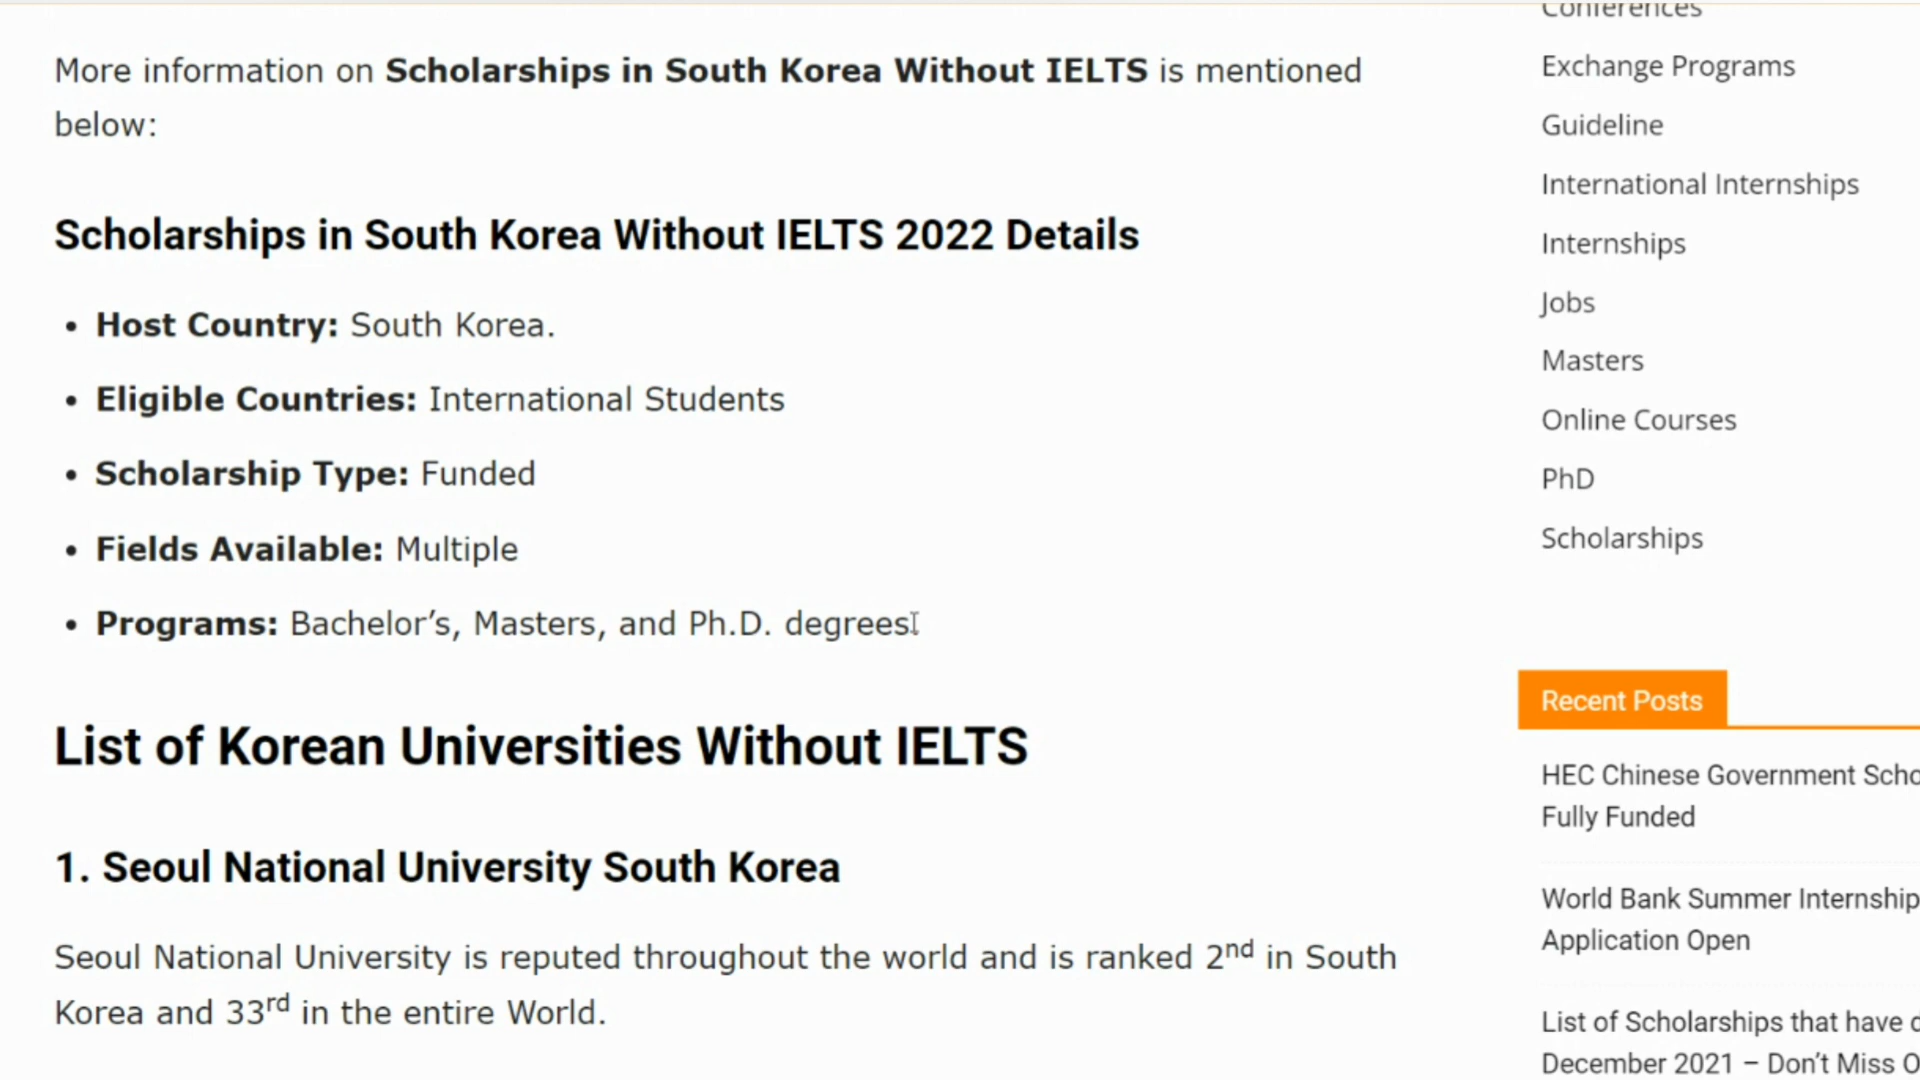 More information on Scholarships in South Korea Without IELTS is mentioned
below:
Scholarships in South Korea Without IELTS 2022 Details
• Host Country: South Korea.
• Eligible Countries: International Students
• Scholarship Type: Funded
• Fields Available: Multiple
• Programs: Bachelor’s, Masters, and Ph.D. degrees.
List of Korean Universities Without IELTS
1. Seoul National University South Korea
Seoul National University is reputed throughout the world and is ranked 2nd in South
Korea and 33rd in the entire World.
Conferences
Exchange Programs
Guideline
International Internships
Internships
Jobs
Masters
Online Courses
PhD
Scholarships
Recent Posts
HEC Chinese Government
Fully Funded
World Bank Summer Internship
Application Open
List of Scholarships that have
December 2021 – Don’t Miss